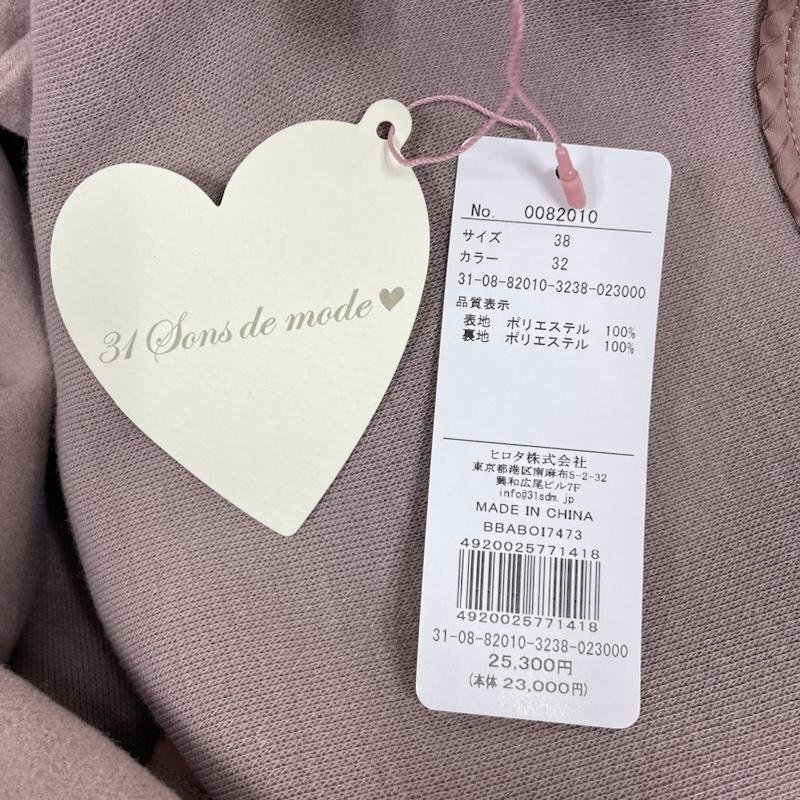 31 Sons de mode♥
No. 0082010
サイズ 38
カラー 32
31-08-82010-3238-023000
品質表示
表地 ポリエステル 100%
裏地 ポリエステル 100%
ヒロタ株式会社
東京都港区南麻布5-2-32
興和広尾ビル7F
info@31sdm.jp
MADE IN CHINA
BBABOI7473
4920025771418
4920025771418
31-08-82010-3238-023000
25,300円
(本体 23,000円)